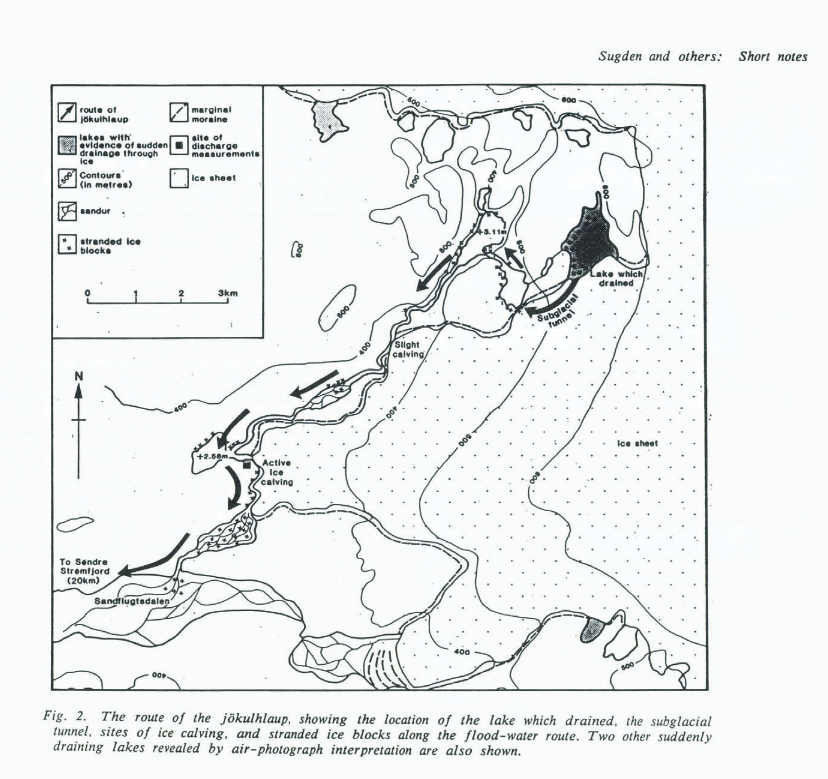 Sugden and others: Short notes
route of
jökulhlaup
marginal
moraine
lakes with
evidence of sudden
drainage through
ice
site of
discharge
measurements
500
Contours
(in metres)
Ice sheet
sandur
stranded ice
blocks
0 1 2 3km
N
500
600
400
500
600
500
+3.11m
500
500
Lake which
drained
Subglacial
tunnel
500
400
Slight
calving
400
400
600
Ice sheet
600
+2.58m
Active
ice
calving
To Søndre
Strømfjord
(20km)
Sandflugtsdalen
400
400
500
Fig. 2. The route of the jökulhlaup, showing the location of the lake which drained, the subglacial
tunnel, sites of ice calving, and stranded ice blocks along the flood-water route. Two other suddenly
draining lakes revealed by air-photograph interpretation are also shown.